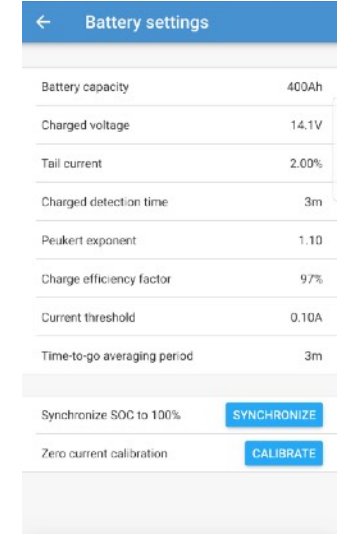 Battery settings
Battery capacity 400Ah
Charged voltage 14.1V
Tail current 2.00%
Charged detection time 3m
Peukert exponent 1.10
Charge efficiency factor 97%
Current threshold 0.10A
Time-to-go averaging period 3m
Synchronize SOC to 100% SYNCHRONIZE
Zero current calibration CALIBRATE